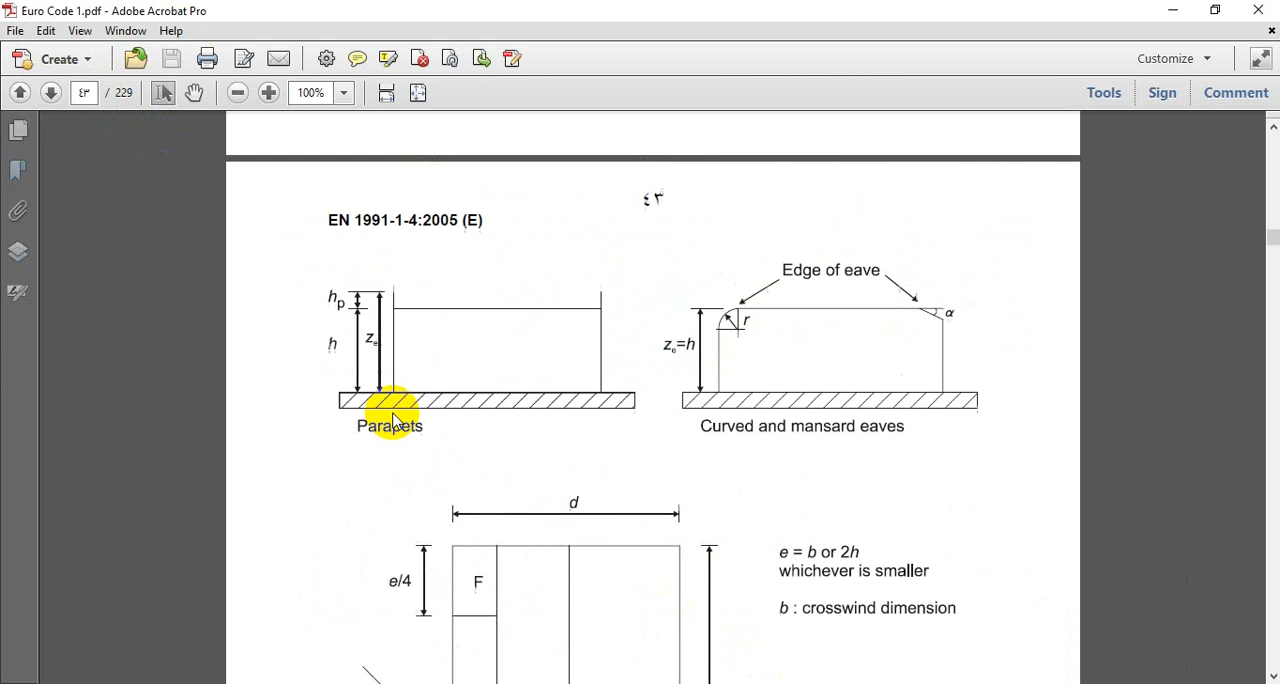 Euro Code 1.pdf - Adobe Acrobat Pro
File Edit View Window Help
Create Customize
٤٣ / 229 100% Tools Sign Comment
٤٣
EN 1991-1-4:2005 (E)
Edge of eave
hp
h
ze
r
α
ze=h
Parapets
Curved and mansard eaves
d
e/4
F
e = b or 2h
whichever is smaller
b : crosswind dimension